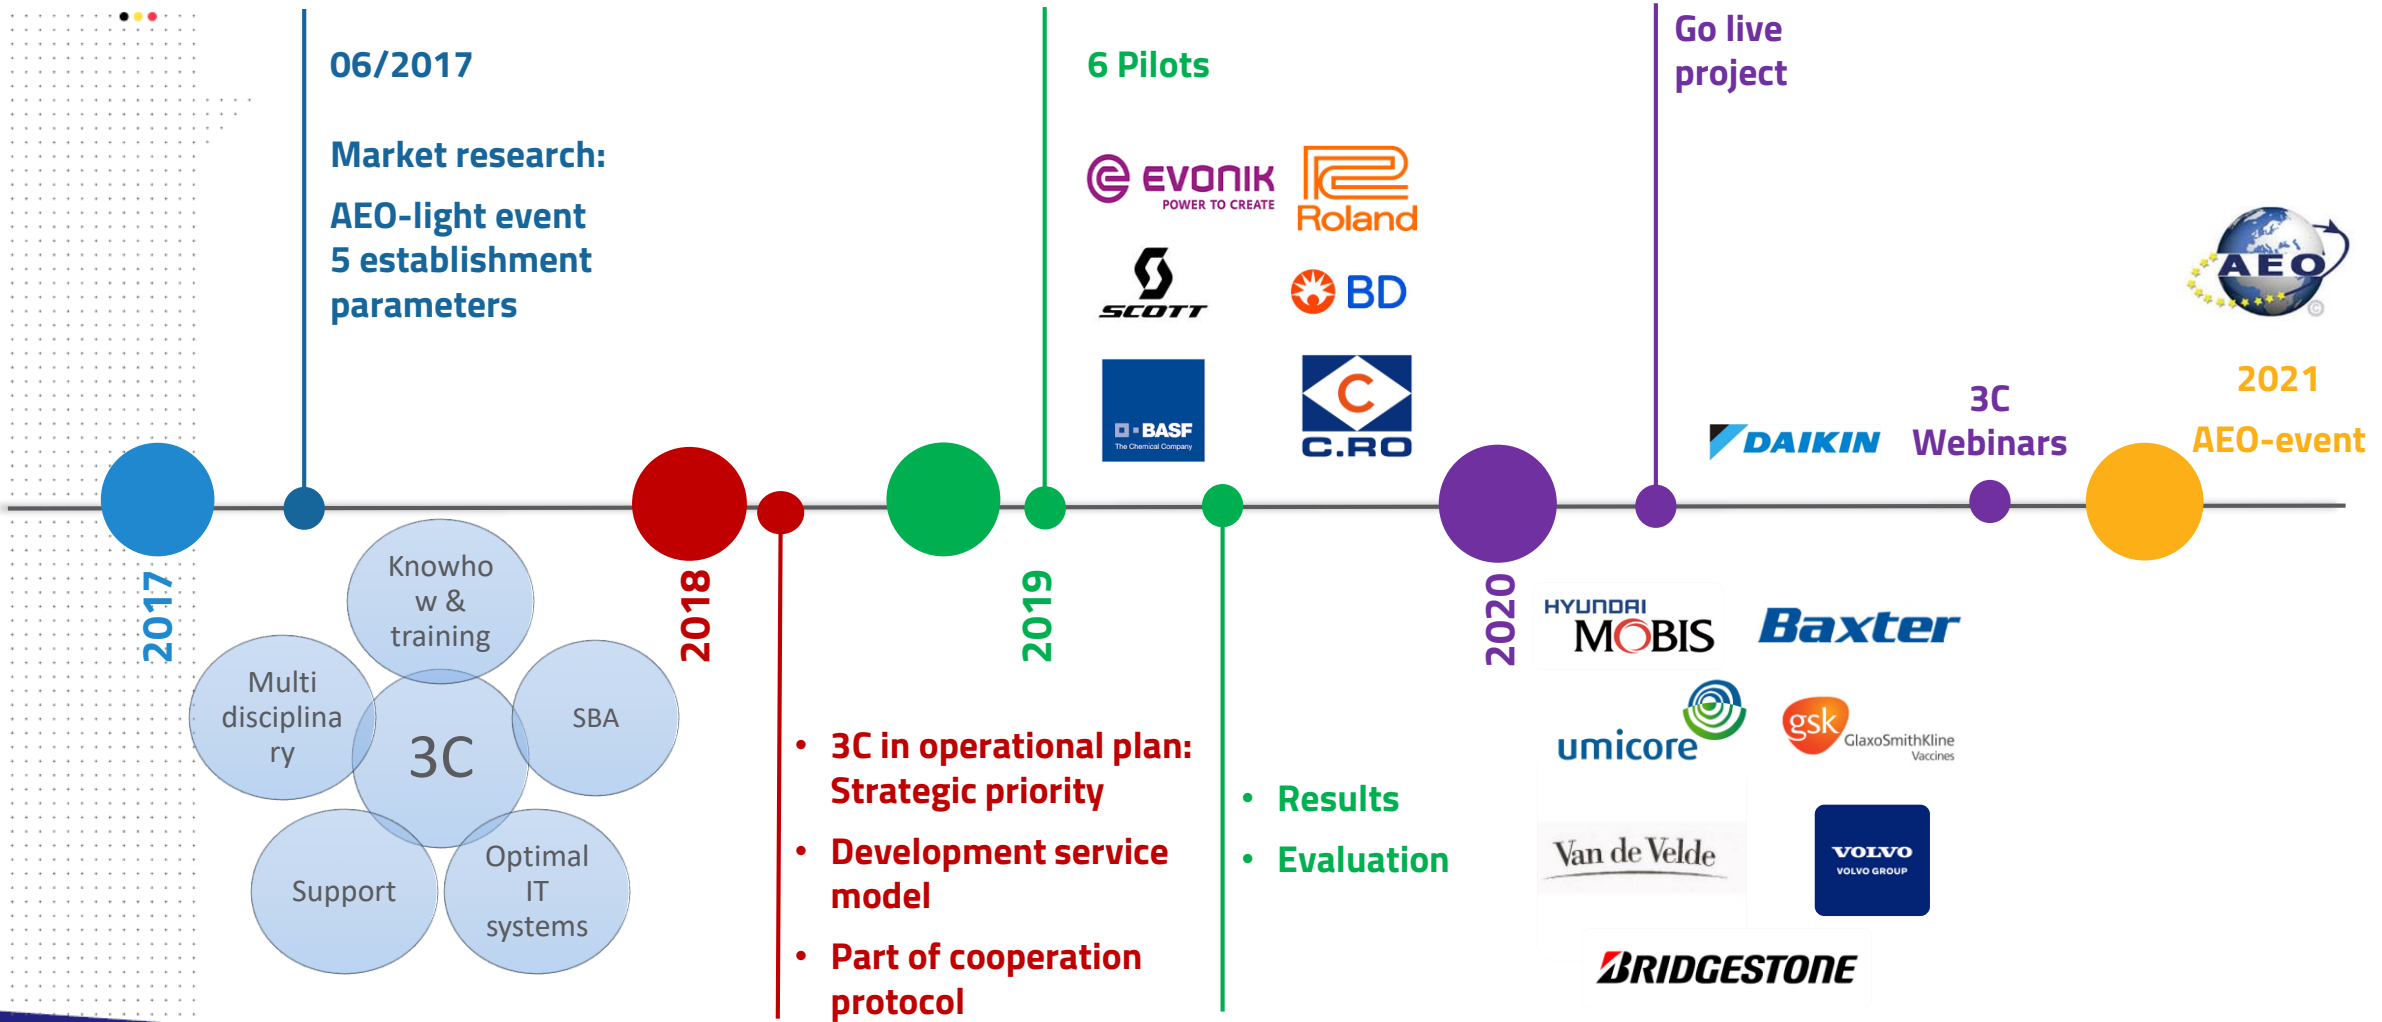 06/2017
Market research:
AEO-light event
5 establishment
parameters
6 Pilots
EVONIK
POWER TO CREATE
Roland
SCOTT
BD
BASF
The Chemical Company
C
C.RO
Go live
project
DAIKIN
3C
Webinars
AEO
©
2021
AEO-event
2017
Knowho
w &
training
Multi
disciplina
ry
3C
SBA
Support
Optimal
IT
systems
2018
• 3C in operational plan:
Strategic priority
• Development service
model
• Part of cooperation
protocol
2019
• Results
• Evaluation
2020
HYUNDAI
MOBIS
Baxter
umicore
gsk
GlaxoSmithKline
Vaccines
Van de Velde
VOLVO
VOLVO GROUP
BRIDGESTONE